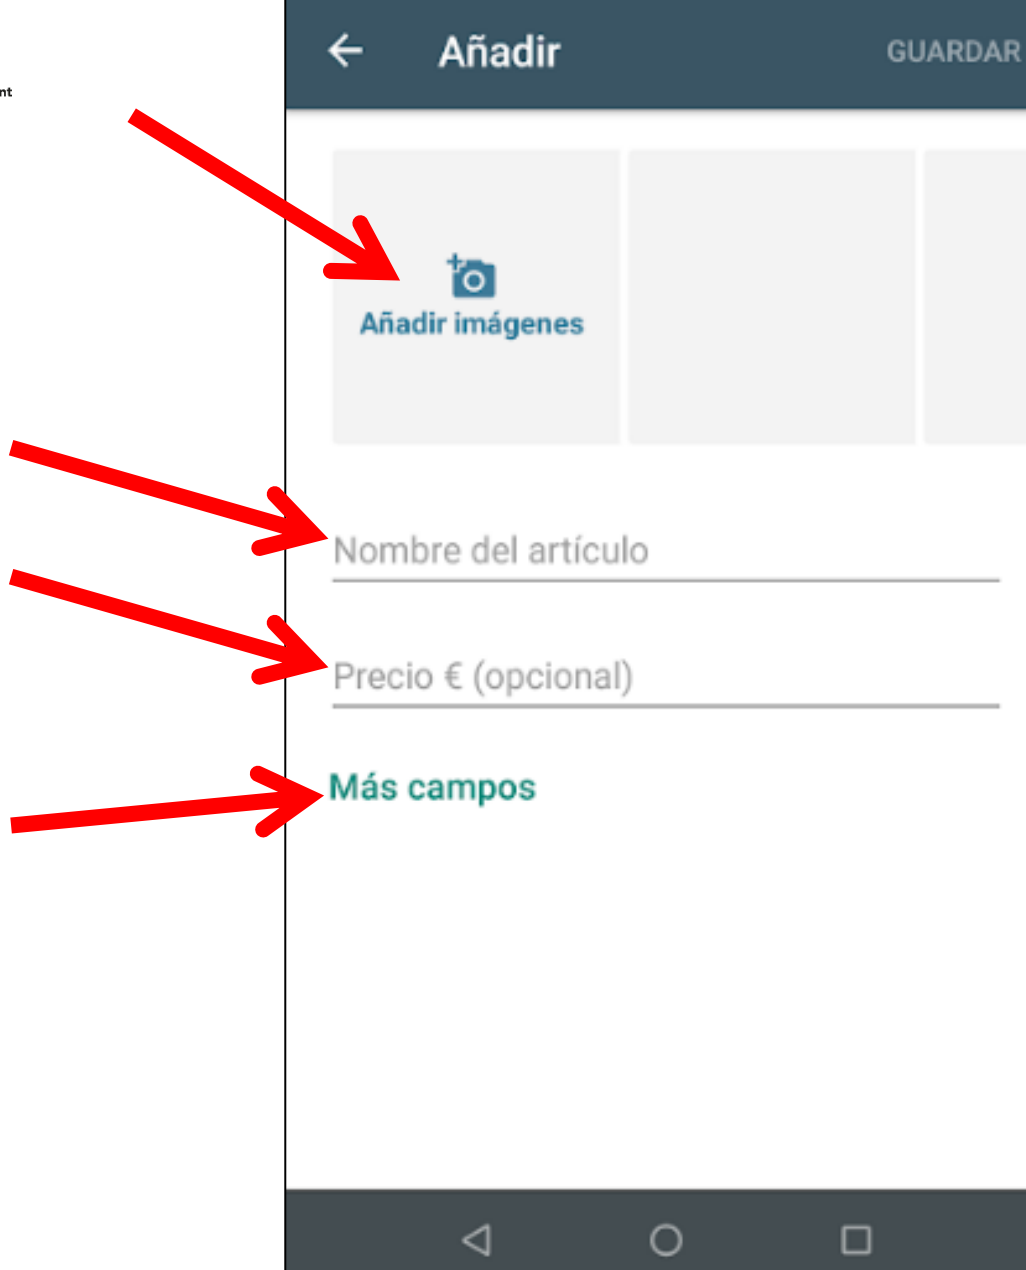 Añadir
GUARDAR
Añadir imágenes
Nombre del artículo
Precio € (opcional)
Más campos